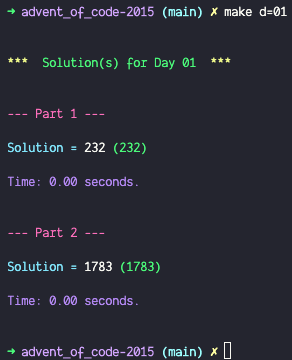 ➜ advent_of_code-2015 (main) ✗ make d=01
*** Solution(s) for Day 01 ***
--- Part 1 ---
Solution = 232 (232)
Time: 0.00 seconds.
--- Part 2 ---
Solution = 1783 (1783)
Time: 0.00 seconds.
➜ advent_of_code-2015 (main) ✗